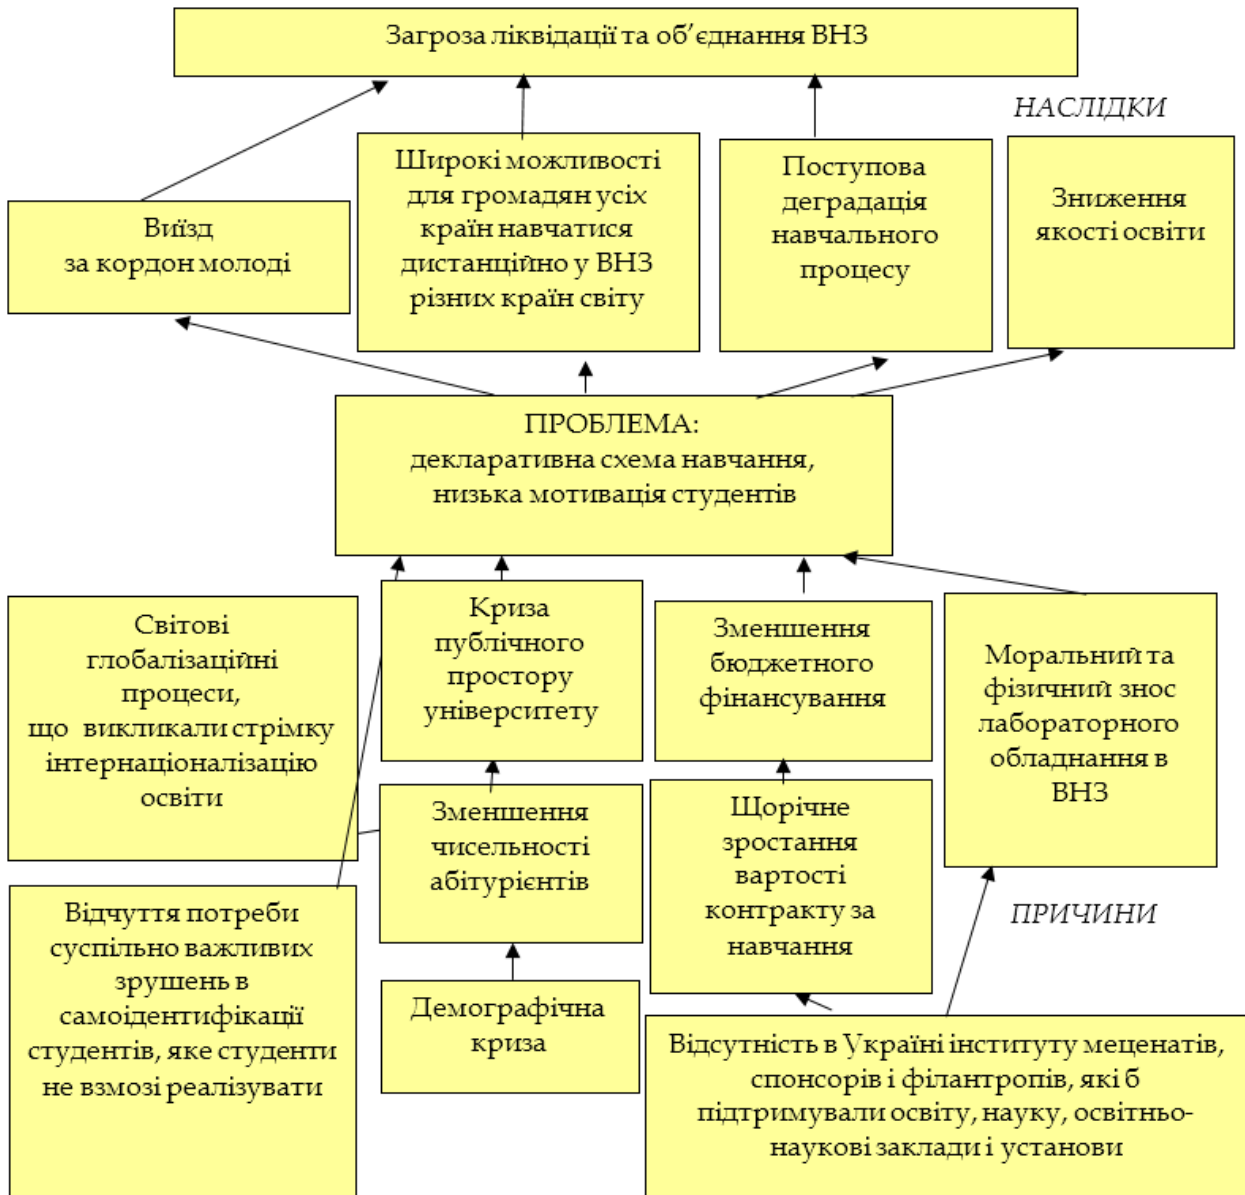 Загроза ліквідації та об’єднання ВНЗ
НАСЛІДКИ
Виїзд
за кордон молоді
Широкі можливості
для громадян усіх
країн навчатися
дистанційно у ВНЗ
різних країн світу
Поступова
деградація
навчального
процесу
Зниження
якості освіти
ПРОБЛЕМА:
декларативна схема навчання,
низька мотивація студентів
Світові
глобалізаційні
процеси,
що викликали стрімку
інтернаціоналізацію
освіти
Криза
публічного
простору
університету
Зменшення
бюджетного
фінансування
Моральний та
фізичний знос
лабораторного
обладнання в
ВНЗ
Зменшення
чисельності
абітурієнтів
Щорічне
зростання
вартості
контракту за
навчання
ПРИЧИНИ
Відчуття потреби
суспільно важливих
зрушень в
самоідентифікації
студентів, яке студенти
не взмозі реалізувати
Демографічна
криза
Відсутність в Україні інституту меценатів,
спонсорів і філантропів, які б
підтримували освіту, науку, освітньо-
наукові заклади і установи